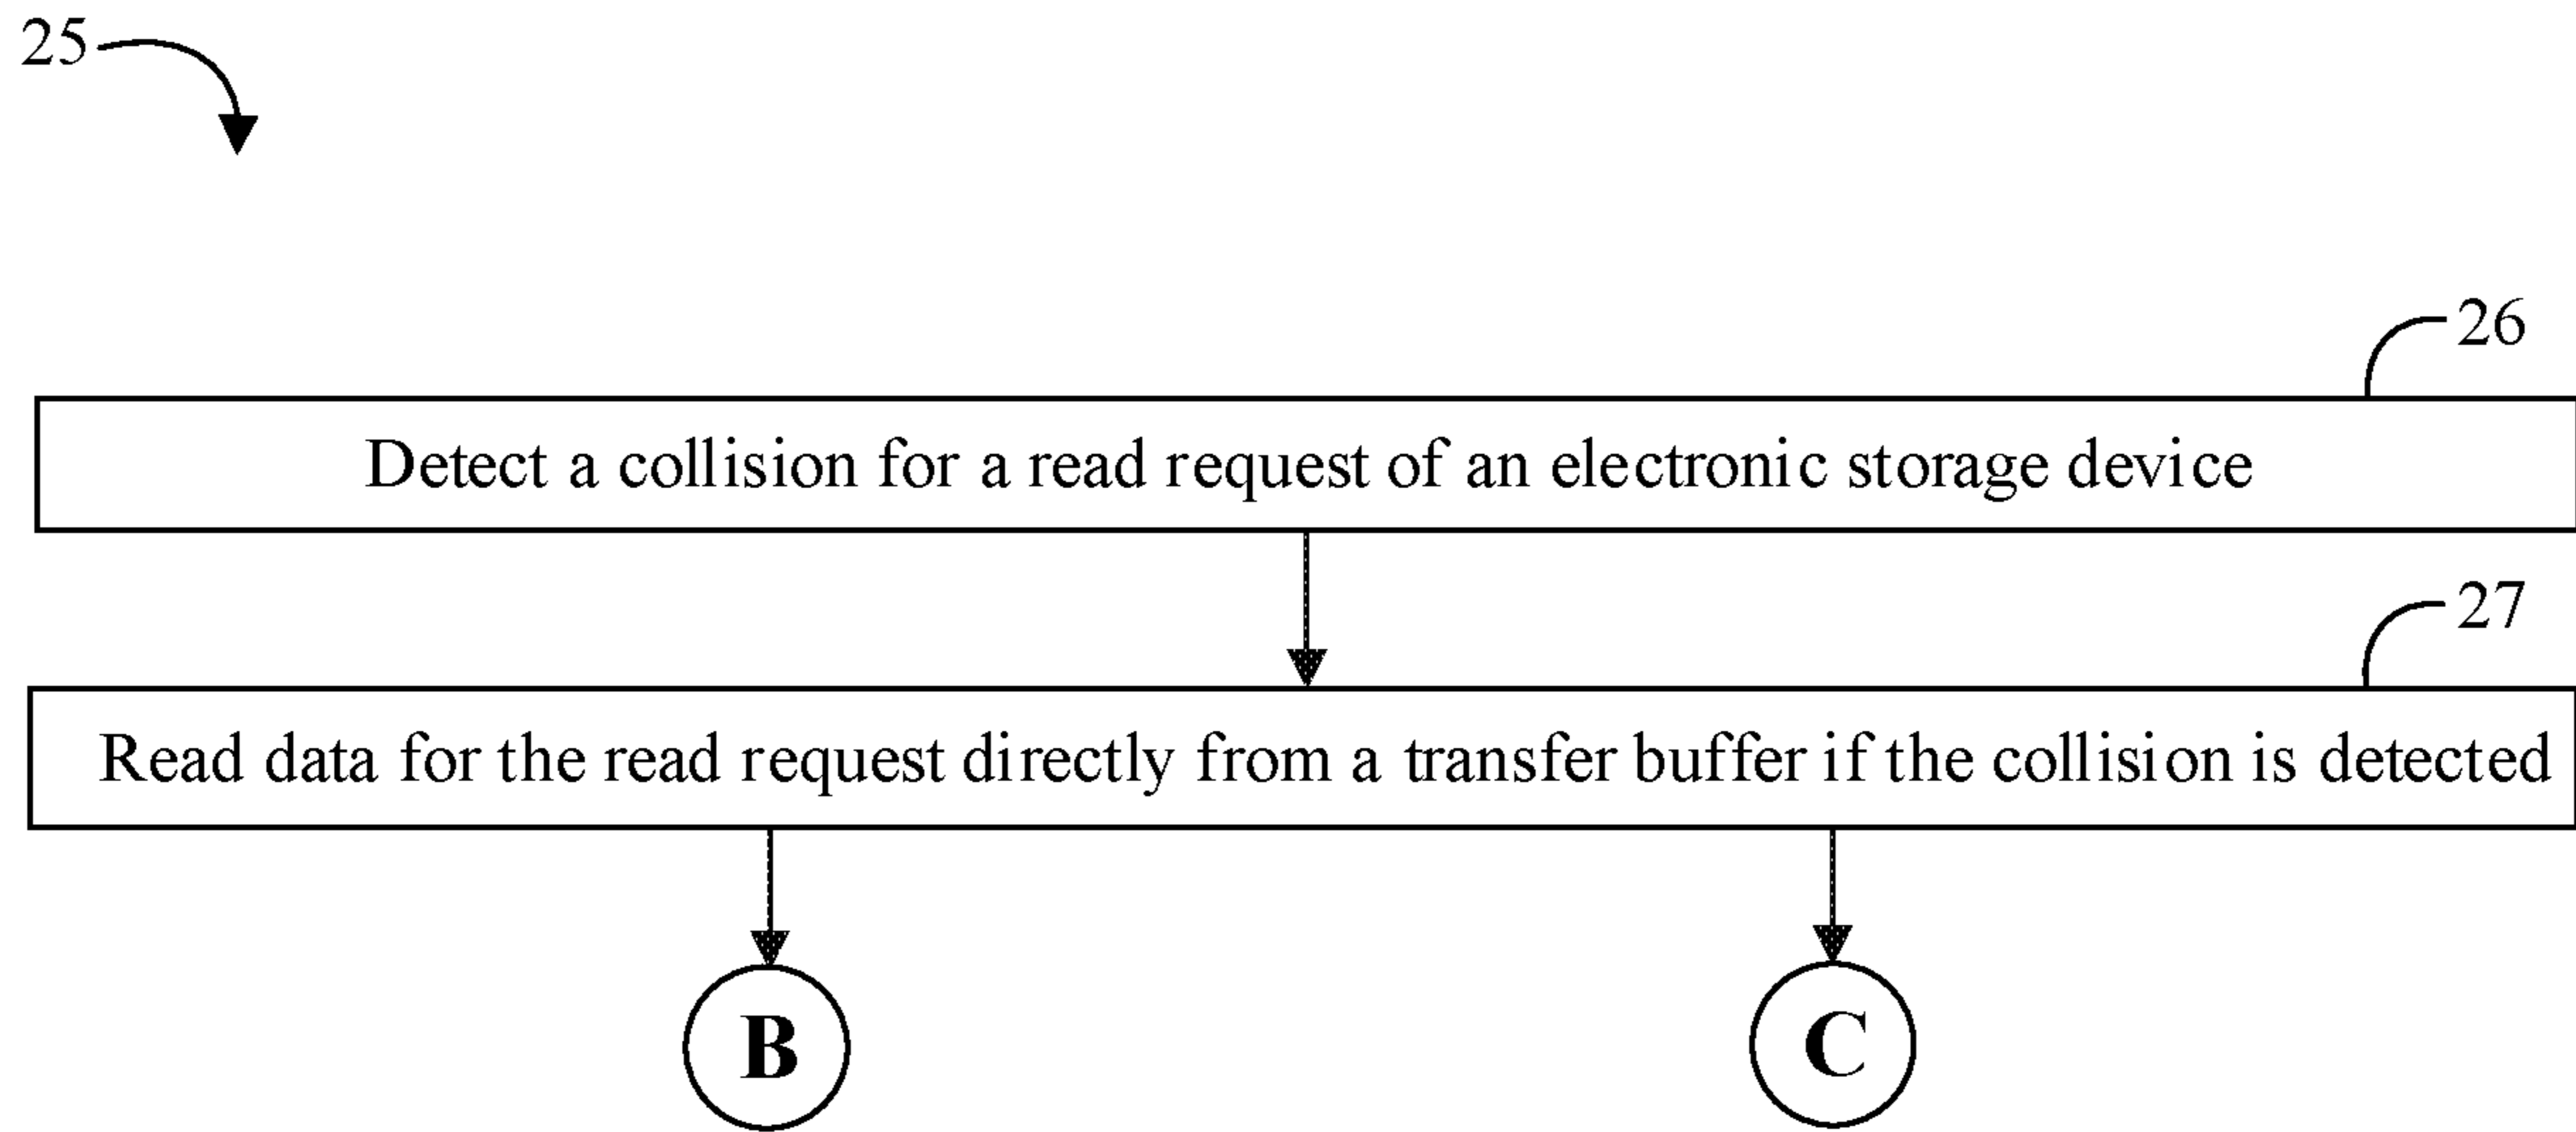 25
26
Detect a collision for a read request of an electronic storage device
27
Read data for the read request directly from a transfer buffer if the collision is detected
B
C